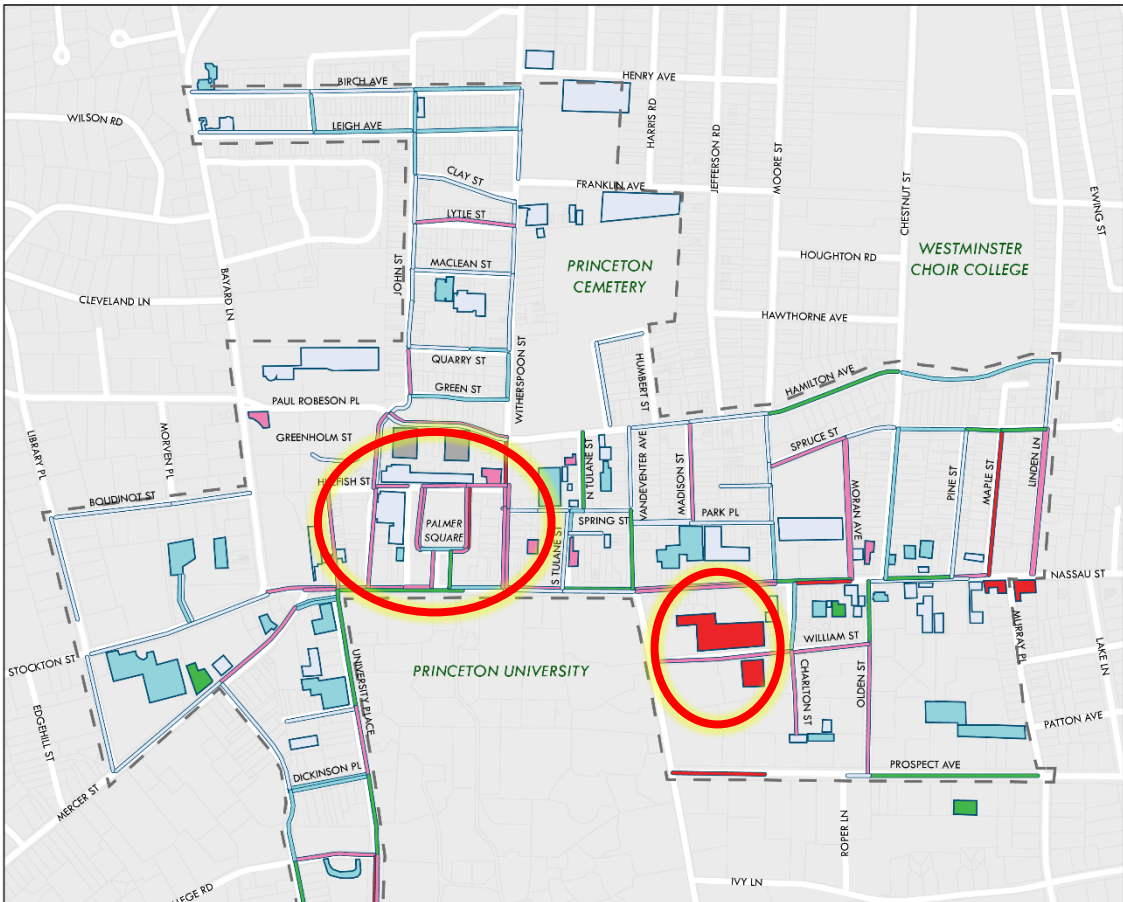 BIRCH AVE
HENRY AVE
WILSON RD
LEIGH AVE
HARRIS RD
JEFFERSON RD
MOORE ST
CLAY ST
FRANKLIN AVE
CHESTNUT ST
EWING ST
LYTLE ST
WESTMINSTER
CHOIR COLLEGE
HOUGHTON RD
MACLEAN ST
PRINCETON
CEMETERY
JOHN ST
BAYARD LN
CLEVELAND LN
HAWTHORNE AVE
WITHERSPOON ST
QUARRY ST
HUMBERT ST
GREEN ST
HAMILTON AVE
PAUL ROBESON PL
GREENHOLM ST
LIBRARY PL
MORVEN PL
SPRUCE ST
N TULANE ST
VANDEVENTER AVE
MADISON ST
MORAN AVE
PINE ST
MAPLE ST
LINDEN LN
BOUDINOT ST
PALMER
SQUARE
SPRING ST
PARK PL
S TULANE ST
NASSAU ST
WILLIAM ST
MURRAY PL
LAKE LN
STOCKTON ST
UNIVERSITY PLACE
PRINCETON UNIVERSITY
CHARLTON ST
OLDEN ST
EDGEHILL ST
PATTON AVE
DICKINSON PL
PROSPECT AVE
MERCER ST
ROPER LN
IVY LN